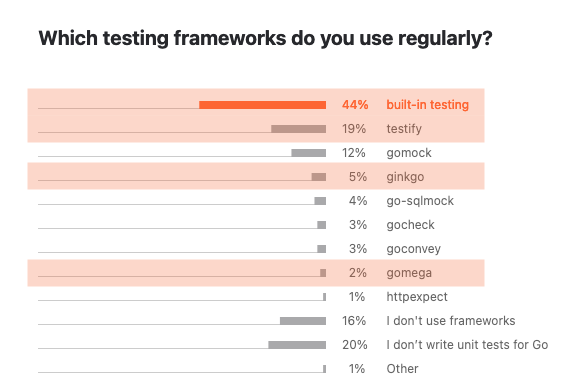 Which testing frameworks do you use regularly?
44% built-in testing
19% testify
12% gomock
5% ginkgo
4% go-sqlmock
3% gocheck
3% goconvey
2% gomega
1% httpexpect
16% I don't use frameworks
20% I don't write unit tests for Go
1% Other